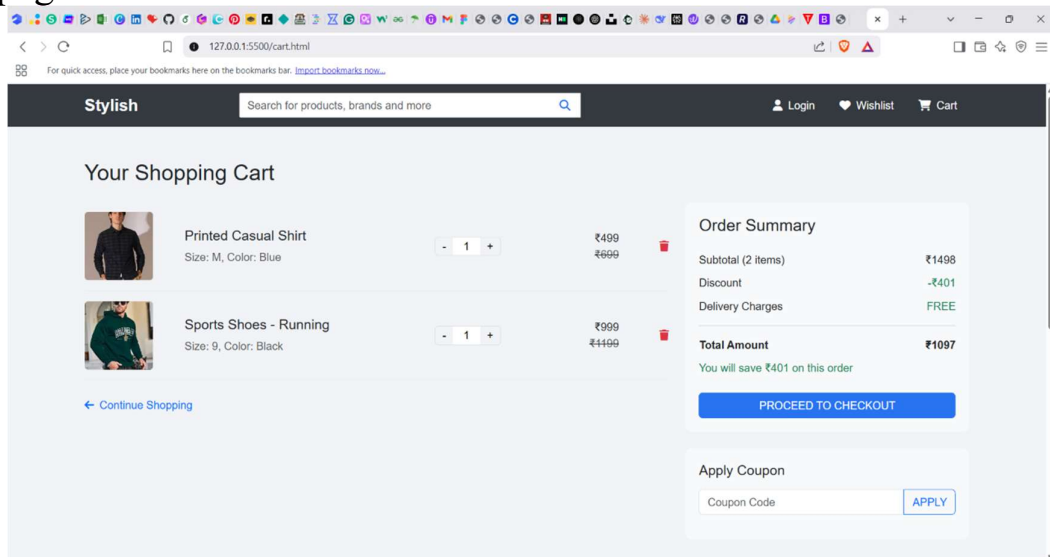 127.0.0.1:5500/cart.html
For quick access, place your bookmarks here on the bookmarks bar. Import bookmarks now...
Stylish
Search for products, brands and more
Login
Wishlist
Cart
Your Shopping Cart
Printed Casual Shirt
Size: M, Color: Blue
- 1 +
₹499
₹699
Sports Shoes - Running
Size: 9, Color: Black
- 1 +
₹999
₹1199
← Continue Shopping
Order Summary
Subtotal (2 items) ₹1498
Discount -₹401
Delivery Charges FREE
Total Amount ₹1097
You will save ₹401 on this order
PROCEED TO CHECKOUT
Apply Coupon
Coupon Code APPLY